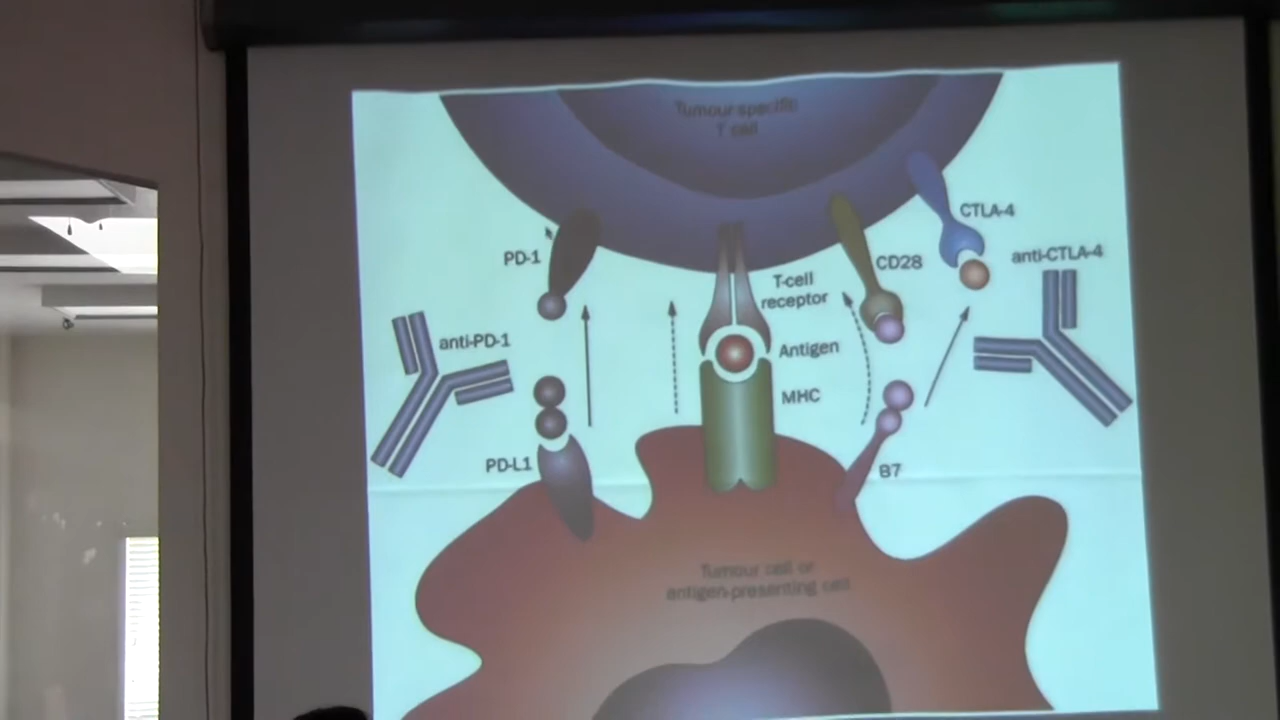 Tumour specific
T cell
PD-1
CTLA-4
CD28
anti-CTLA-4
T-cell
receptor
anti-PD-1
Antigen
MHC
PD-L1
B7
Tumour cell or
antigen-presenting cell